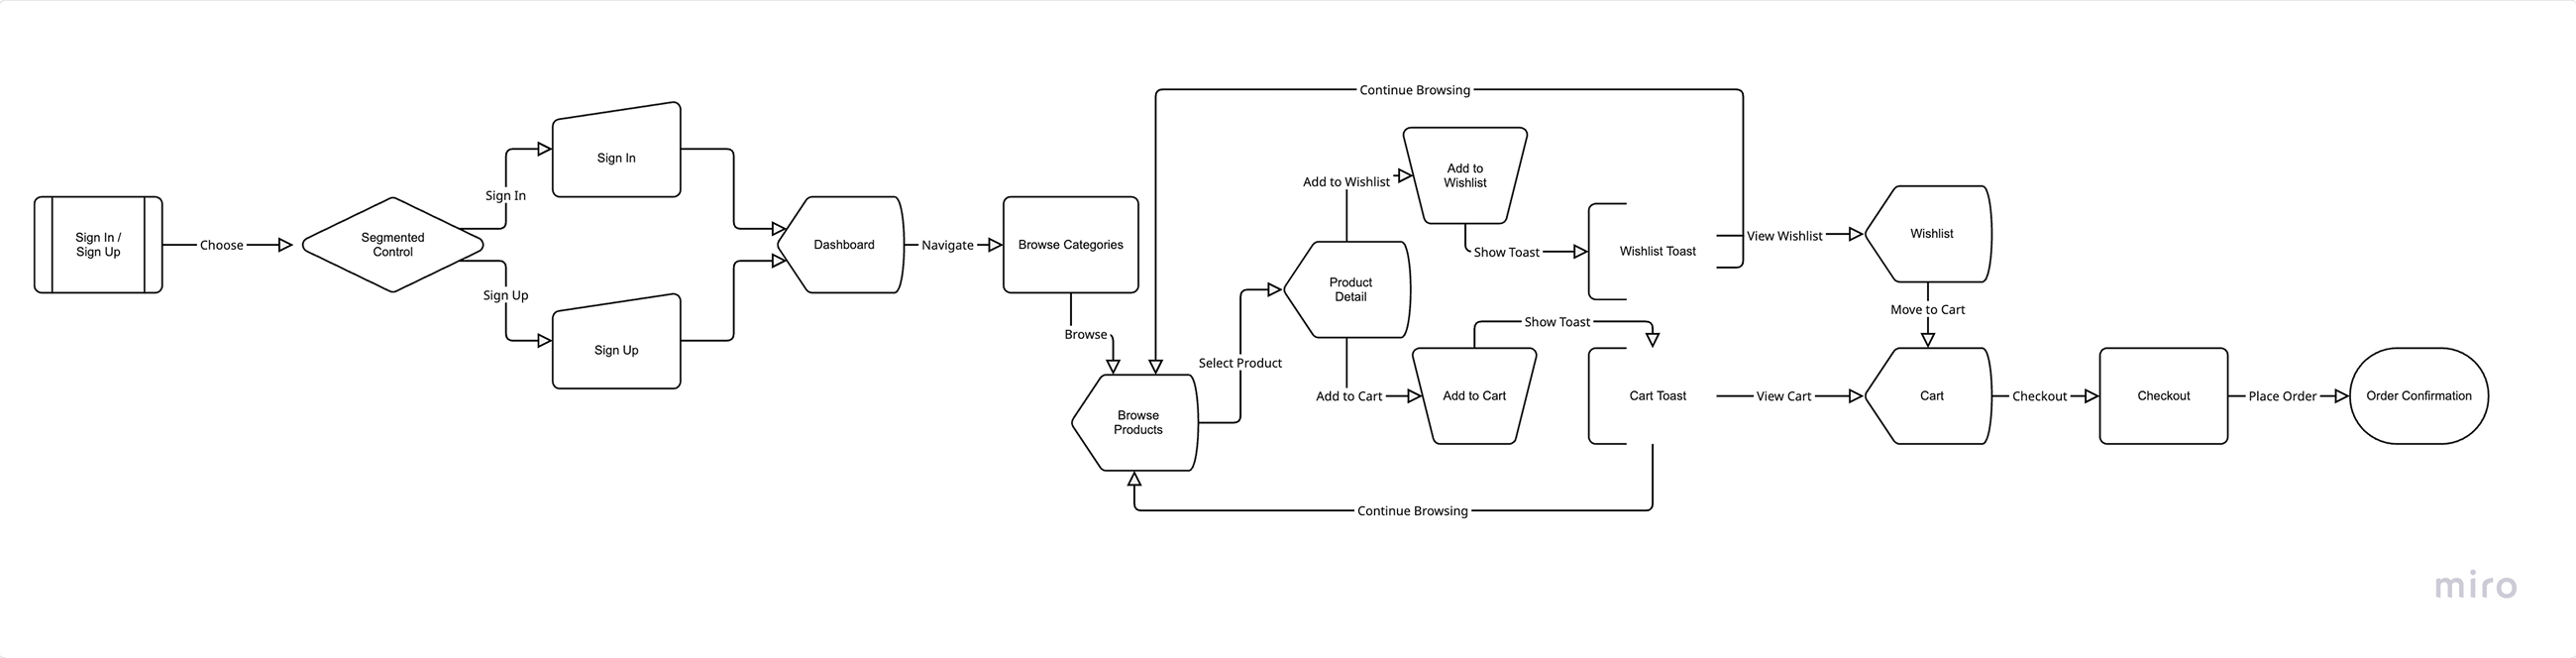 Sign In /
Sign Up
Choose
Segmented
Control
Sign In
Sign In
Sign Up
Sign Up
Dashboard
Navigate
Browse Categories
Browse
Browse
Products
Select Product
Product
Detail
Continue Browsing
Add to Wishlist
Add to
Wishlist
Show Toast
Wishlist Toast
View Wishlist
Wishlist
Move to Cart
Add to Cart
Add to Cart
Show Toast
Cart Toast
View Cart
Cart
Checkout
Checkout
Place Order
Order Confirmation
Continue Browsing
miro